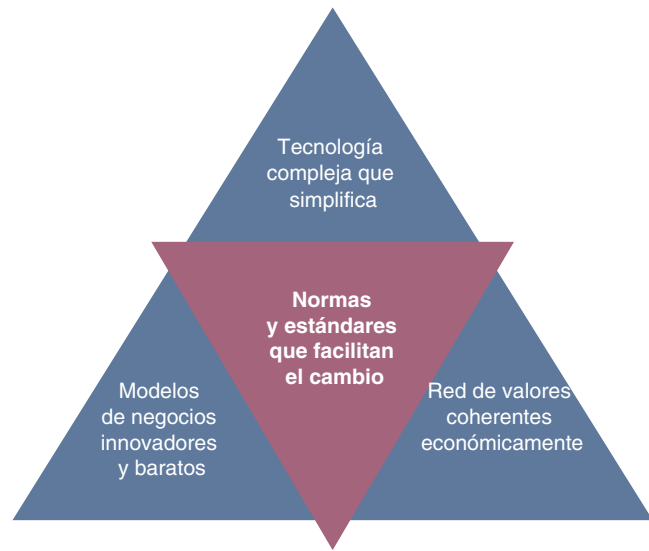 Tecnología
compleja que
simplifica
Normas
y estándares
que facilitan
el cambio
Modelos
de negocios
innovadores
y baratos
Red de valores
coherentes
económicamente